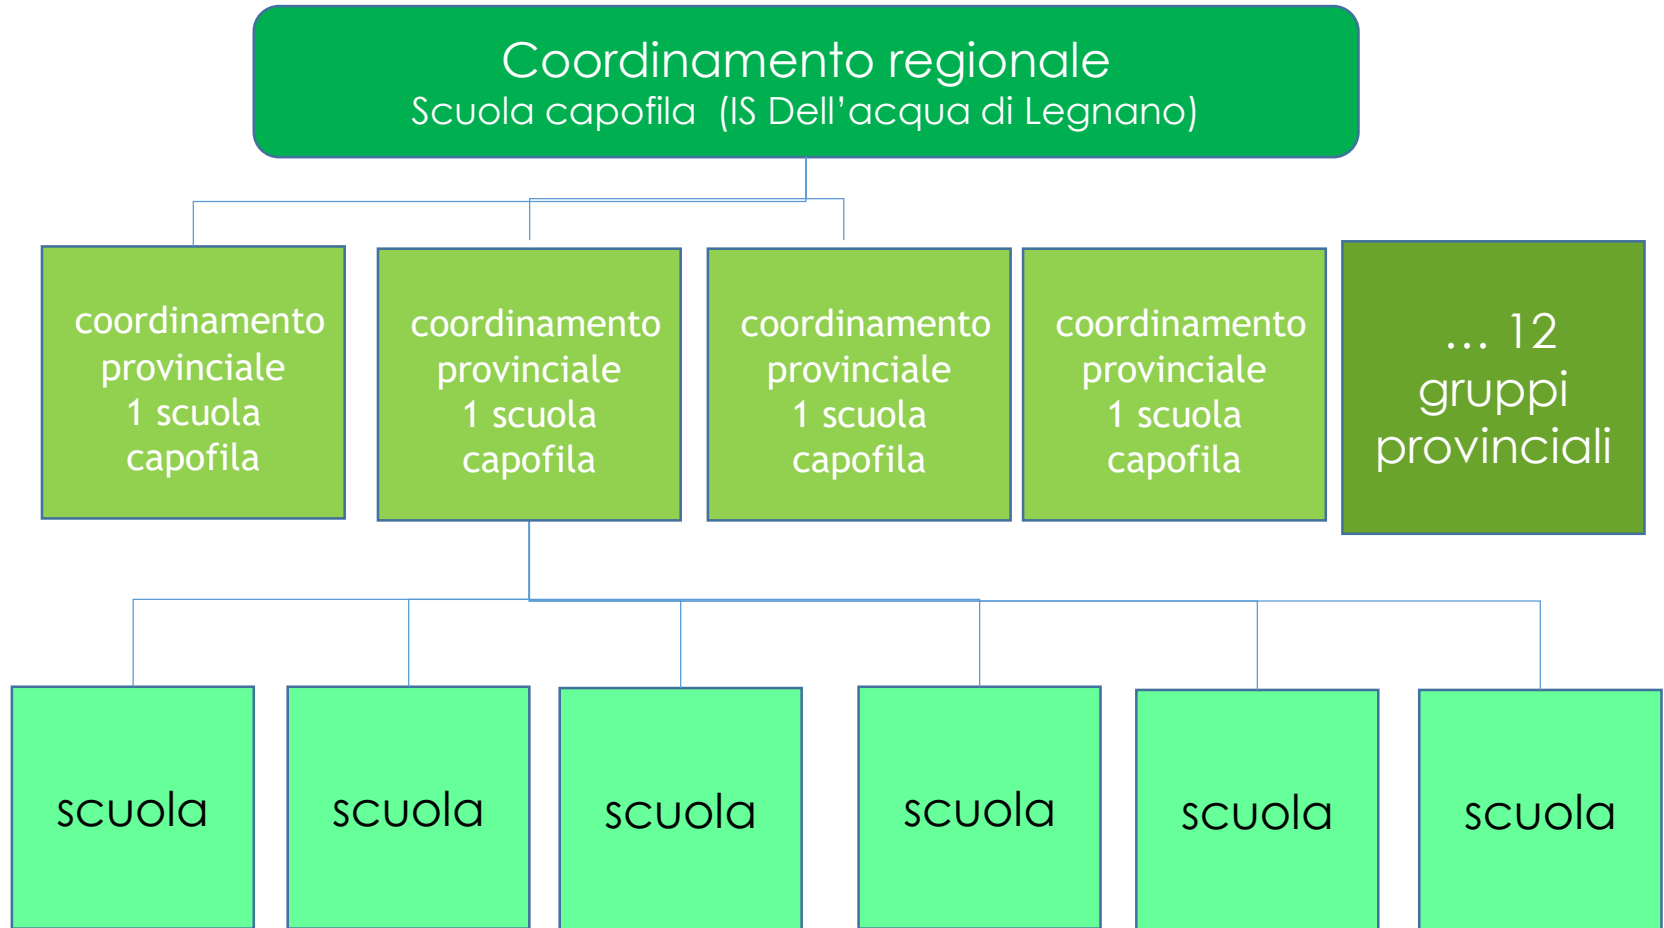 Coordinamento regionale
Scuola capofila (IS Dell’acqua di Legnano)
coordinamento
provinciale
1 scuola
capofila
coordinamento
provinciale
1 scuola
capofila
coordinamento
provinciale
1 scuola
capofila
coordinamento
provinciale
1 scuola
capofila
... 12
gruppi
provinciali
scuola
scuola
scuola
scuola
scuola
scuola